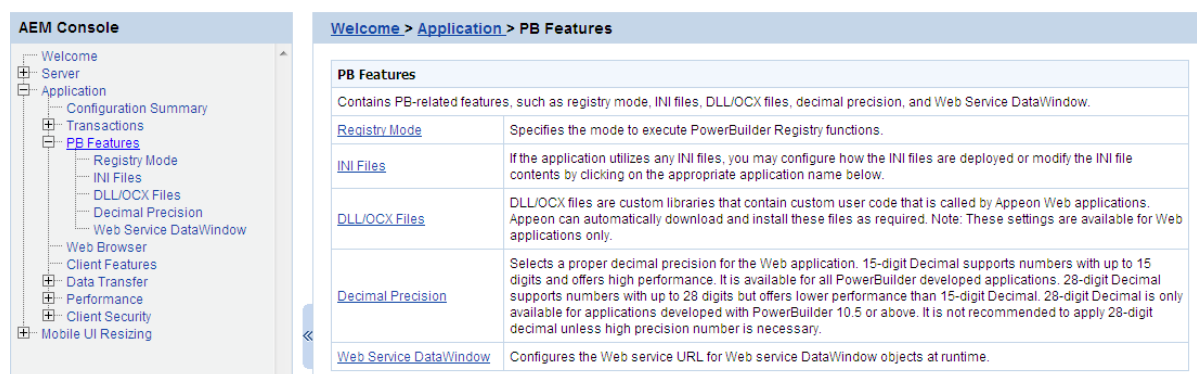 AEM Console
Welcome
Server
Application
Configuration Summary
Transactions
PB Features
Registry Mode
INI Files
DLL/OCX Files
Decimal Precision
Web Service DataWindow
Web Browser
Client Features
Data Transfer
Performance
Client Security
Mobile UI Resizing
«
Welcome > Application > PB Features
PB Features
Contains PB-related features, such as registry mode, INI files, DLL/OCX files, decimal precision, and Web Service DataWindow.
Registry Mode
Specifies the mode to execute PowerBuilder Registry functions.
INI Files
If the application utilizes any INI files, you may configure how the INI files are deployed or modify the INI file
contents by clicking on the appropriate application name below.
DLL/OCX Files
DLL/OCX files are custom libraries that contain custom user code that is called by Appeon Web applications.
Appeon can automatically download and install these files as required. Note: These settings are available for Web
applications only.
Decimal Precision
Selects a proper decimal precision for the Web application. 15-digit Decimal supports numbers with up to 15
digits and offers high performance. It is available for all PowerBuilder developed applications. 28-digit Decimal
supports numbers with up to 28 digits but offers lower performance than 15-digit Decimal. 28-digit Decimal is only
available for applications developed with PowerBuilder 10.5 or above. It is not recommended to apply 28-digit
decimal unless high precision number is necessary.
Web Service DataWindow
Configures the Web service URL for Web service DataWindow objects at runtime.